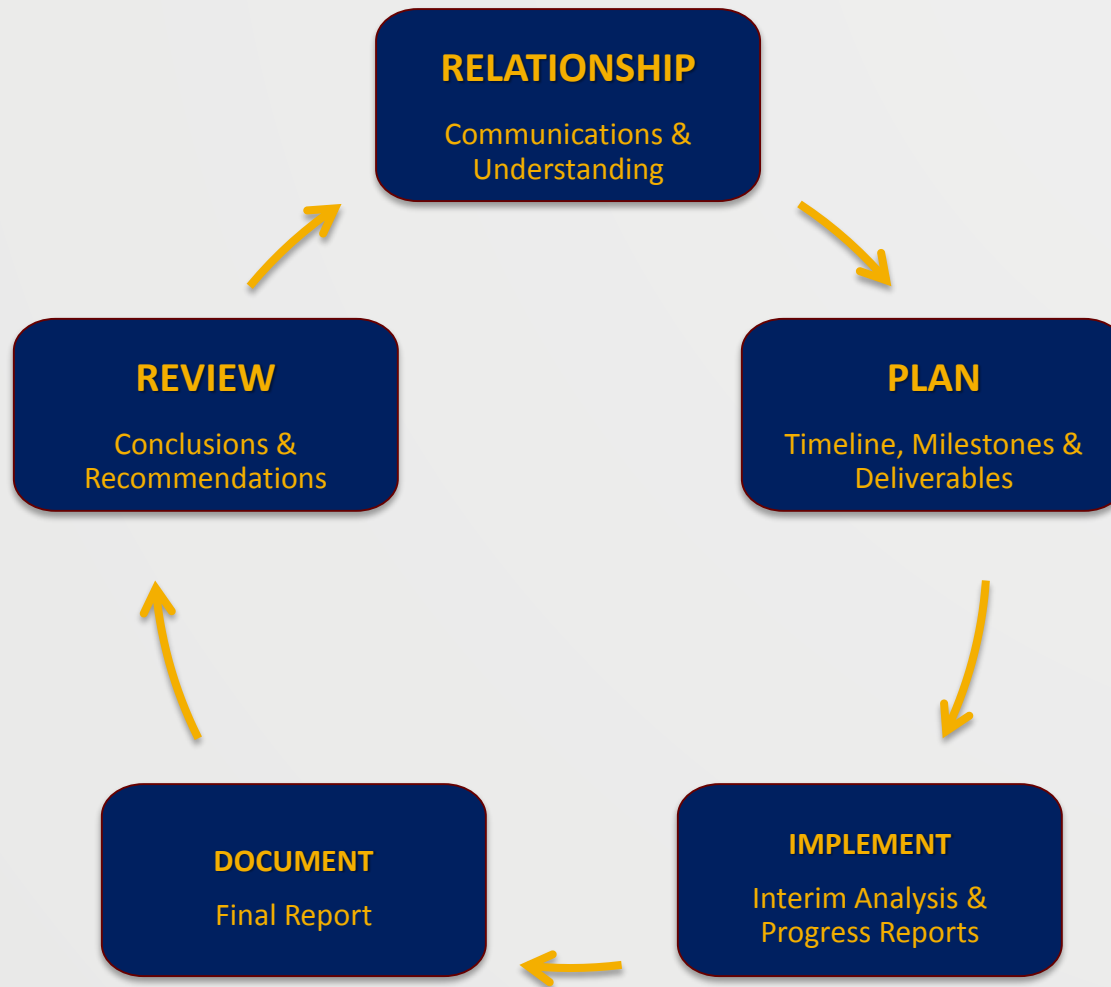 RELATIONSHIP
Communications &
Understanding
PLAN
Timeline, Milestones &
Deliverables
IMPLEMENT
Interim Analysis &
Progress Reports
DOCUMENT
Final Report
REVIEW
Conclusions &
Recommendations